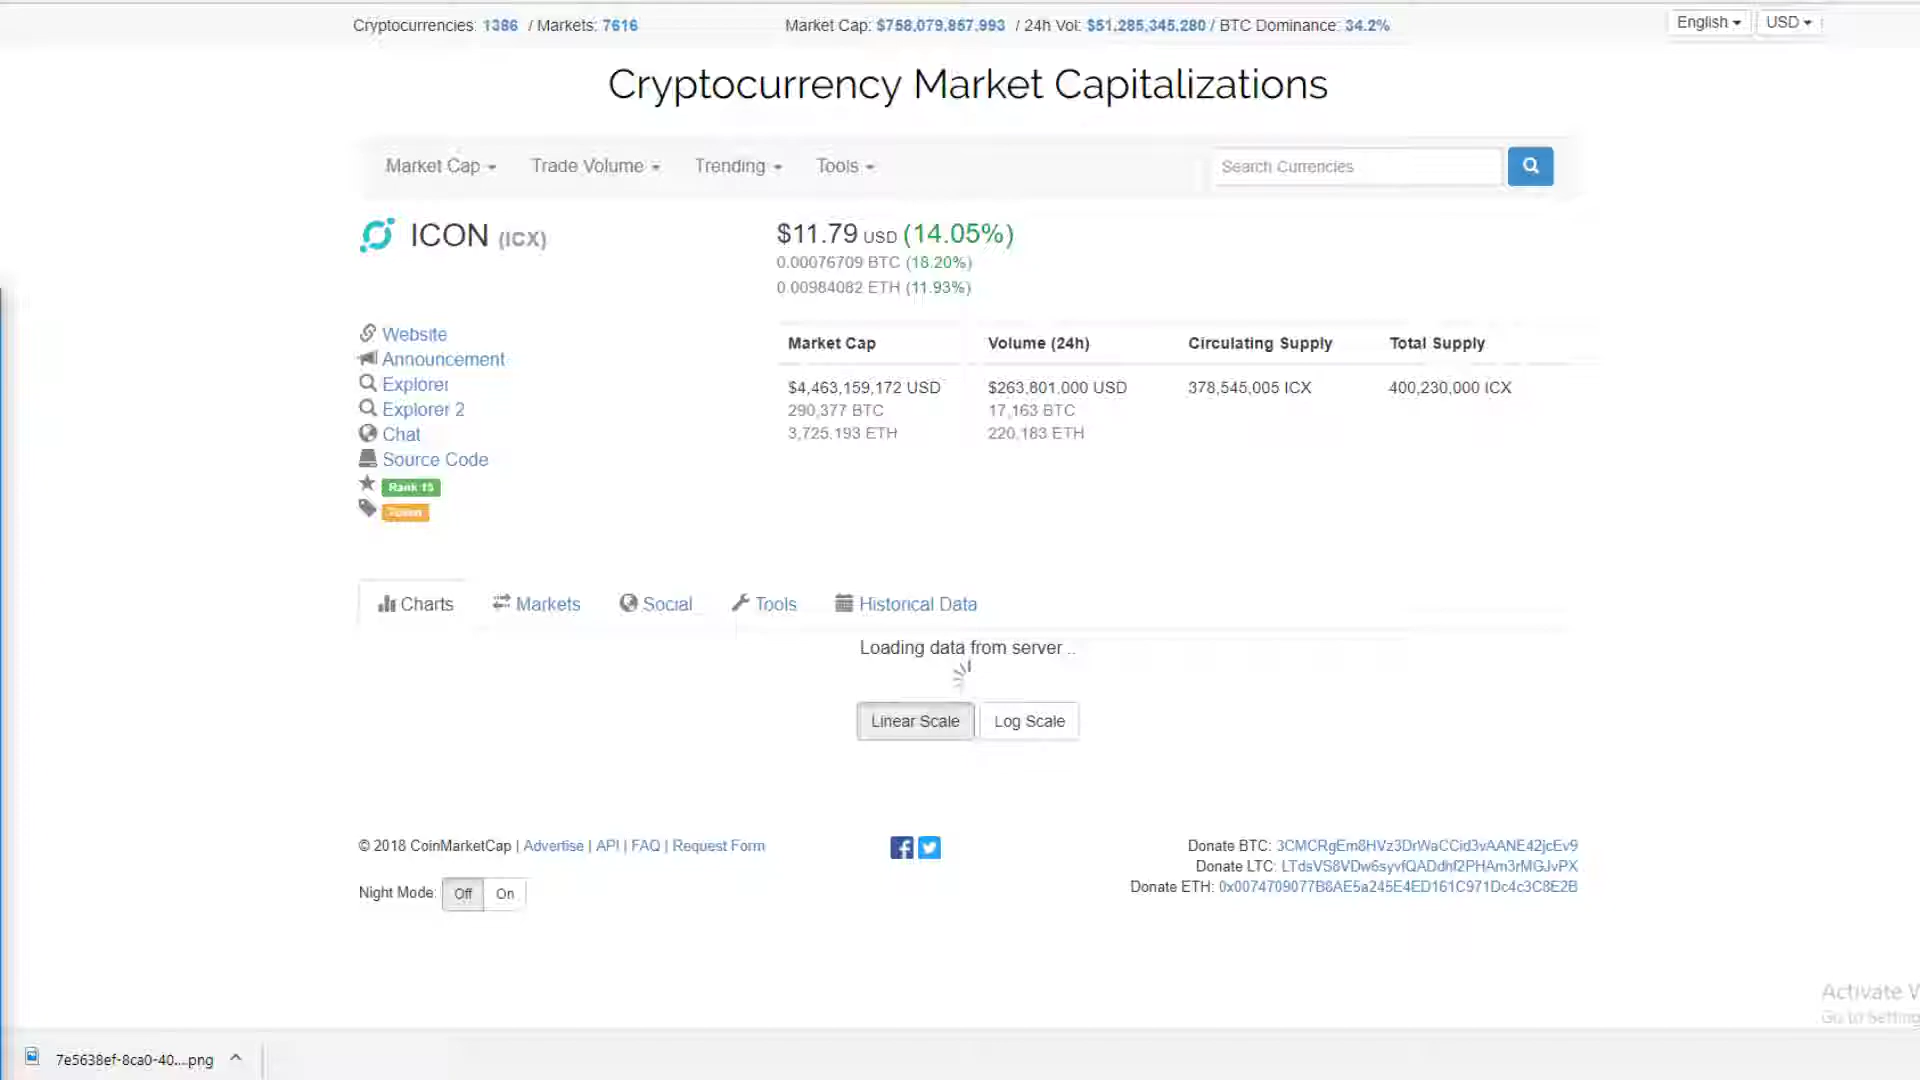 Cryptocurrencies: 1386 / Markets: 7616
Market Cap: $758,079,857,993 / 24h Vol: $51,285,345,280 / BTC Dominance: 34.2%
English
USD
Cryptocurrency Market Capitalizations
Market Cap
Trade Volume
Trending
Tools
Search Currencies
ICON (ICX)
$11.79 USD (14.05%)
0.00076709 BTC (18.20%)
0.00984082 ETH (11.93%)
Website
Announcement
Explorer
Explorer 2
Chat
Source Code
Rank 15
Token
Market Cap
Volume (24h)
Circulating Supply
Total Supply
$4,463,159,172 USD
$263,801,000 USD
378,545,005 ICX
400,230,000 ICX
290,377 BTC
17,163 BTC
3,725,193 ETH
220,183 ETH
Charts
Markets
Social
Tools
Historical Data
Loading data from server ..
Linear Scale
Log Scale
© 2018 CoinMarketCap | Advertise | API | FAQ | Request Form
Donate BTC: 3CMCRgEm8HVz3DrWaCCid3vAANE42jcEv9
Donate LTC: LTdsVS8VDw6syvfQADdhf2PHAm3rMGJvPX
Donate ETH: 0x0074709077B8AE5a245E4ED161C971Dc4c3C8E2B
Night Mode: Off On
Activate
Go to Setting
7e5638ef-8ca0-40....png